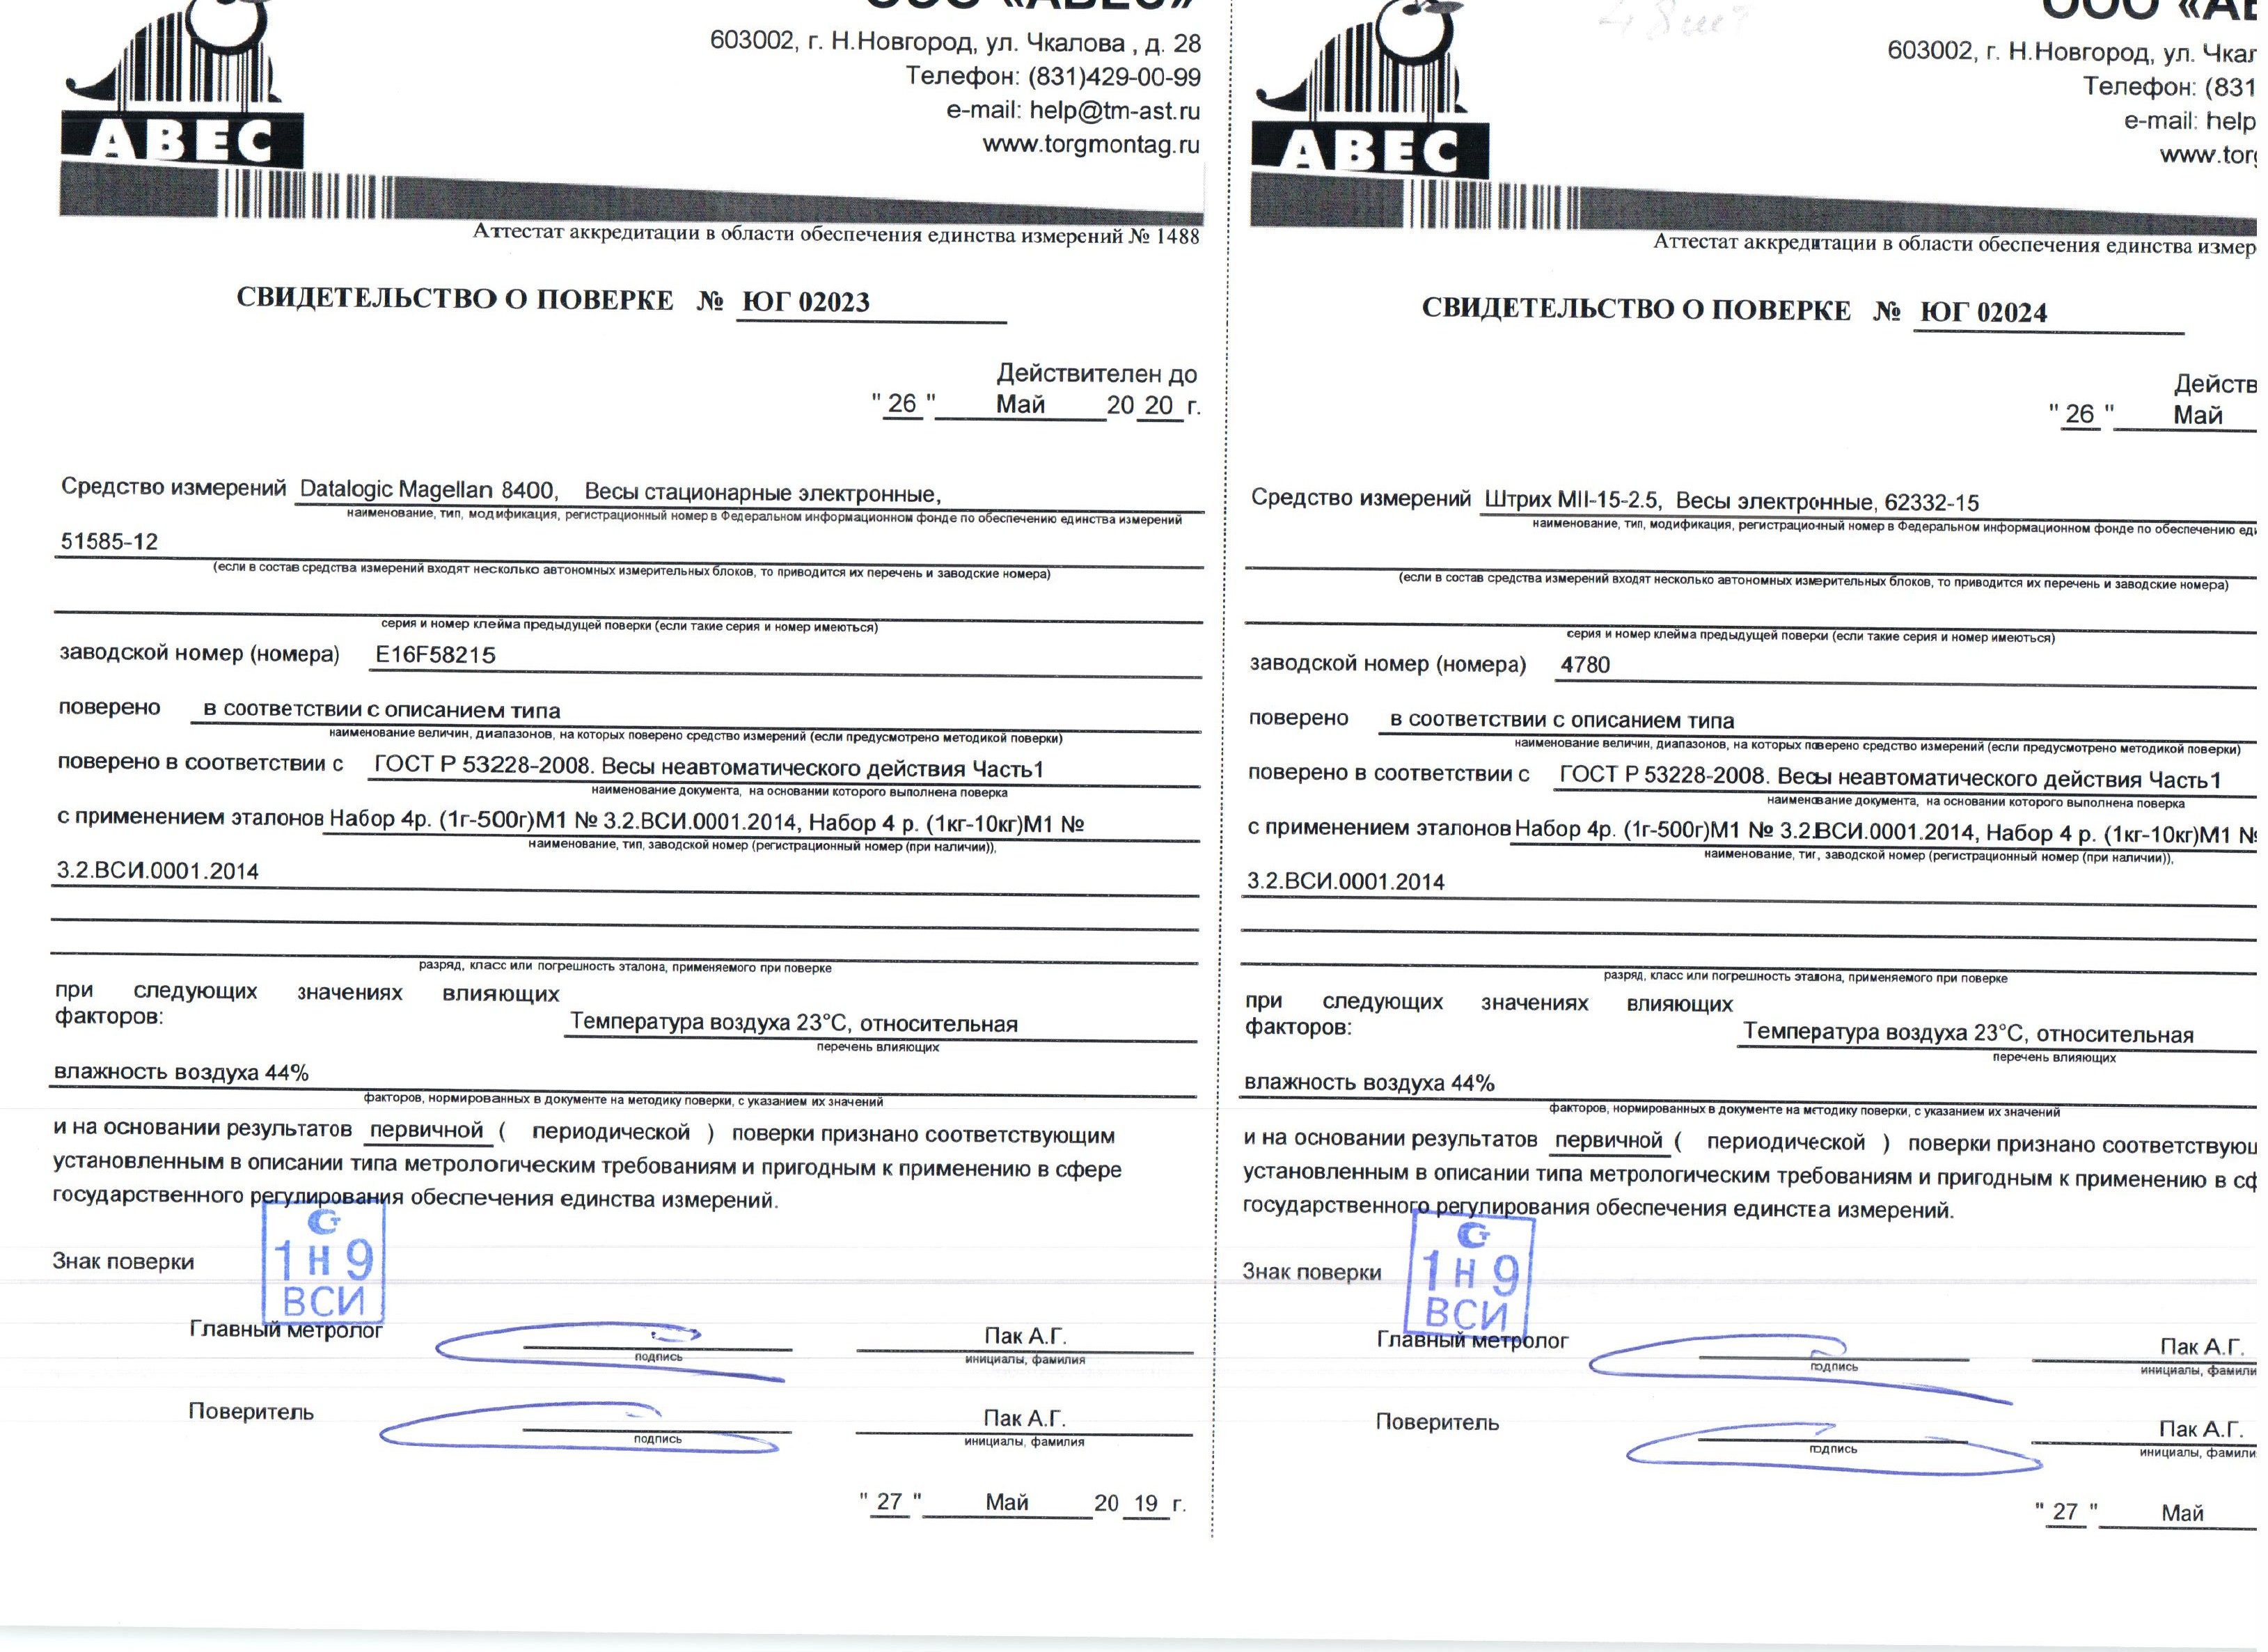 ООО «АВЕС»
603002, г. Н.Новгород, ул. Чкалова , д. 28
Телефон: (831)429-00-99
e-mail: help@tm-ast.ru
www.torgmontag.ru
АВЕС
Аттестат аккредитации в области обеспечения единства измерений № 1488
СВИДЕТЕЛЬСТВО О ПОВЕРКЕ № ЮГ 02023
Действителен до
" 26 " Май 20 20 г.
Средство измерений Datalogic Magellan 8400, Весы стационарные электронные,
наименование, тип, модификация, регистрационный номер в Федеральном информационном фонде по обеспечению единства измерений
51585-12
(если в состав средства измерений входят несколько автономных измерительных блоков, то приводится их перечень и заводские номера)
серия и номер клейма предыдущей поверки (если такие серия и номер имеються)
заводской номер (номера) E16F58215
поверено в соответствии с описанием типа
наименование величин, диапазонов, на которых поверено средство измерений (если предусмотрено методикой поверки)
поверено в соответствии с ГОСТ Р 53228-2008. Весы неавтоматического действия Часть1
наименование документа, на основании которого выполнена поверка
с применением эталонов Набор 4р. (1г-500г)М1 № 3.2.ВСИ.0001.2014, Набор 4 р. (1кг-10кг)М1 №
наименование, тип, заводской номер (регистрационный номер (при наличии)),
3.2.ВСИ.0001.2014
разряд, класс или погрешность эталона, применяемого при поверке
при следующих значениях влияющих
факторов: Температура воздуха 23°С, относительная
перечень влияющих
влажность воздуха 44%
факторов, нормированных в документе на методику поверки, с указанием их значений
и на основании результатов первичной ( периодической ) поверки признано соответствующим
установленным в описании типа метрологическим требованиям и пригодным к применению в сфере
государственного регулирования обеспечения единства измерений.
Знак поверки
1 Н 9
ВСИ
Главный метролог Пак А.Г.
подпись инициалы, фамилия
Поверитель Пак А.Г.
подпись инициалы, фамилия
" 27 " Май 20 19 г.
48шт
ООО «АВ
603002, г. Н.Новгород, ул. Чкал
Телефон: (831
e-mail: help
www.torg
АВЕС
Аттестат аккредитации в области обеспечения единства измер
СВИДЕТЕЛЬСТВО О ПОВЕРКЕ № ЮГ 02024
Действ
" 26 " Май
Средство измерений Штрих МII-15-2.5, Весы электронные, 62332-15
наименование, тип, модификация, регистрационный номер в Федеральном информационном фонде по обеспечению еди
(если в состав средства измерений входят несколько автономных измерительных блоков, то приводится их перечень и заводские номера)
серия и номер клейма предыдущей поверки (если такие серия и номер имеються)
заводской номер (номера) 4780
поверено в соответствии с описанием типа
наименование величин, диапазонов, на которых поверено средство измерений (если предусмотрено методикой поверки)
поверено в соответствии с ГОСТ Р 53228-2008. Весы неавтоматического действия Часть1
наименование документа, на основании которого выполнена поверка
с применением эталонов Набор 4р. (1г-500г)М1 № 3.2.ВСИ.0001.2014, Набор 4 р. (1кг-10кг)М1 №
наименование, тип, заводской номер (регистрационный номер (при наличии)),
3.2.ВСИ.0001.2014
разряд, класс или погрешность эталона, применяемого при поверке
при следующих значениях влияющих
факторов: Температура воздуха 23°С, относительная
перечень влияющих
влажность воздуха 44%
факторов, нормированных в документе на методику поверки, с указанием их значений
и на основании результатов первичной ( периодической ) поверки признано соответствующ
установленным в описании типа метрологическим требованиям и пригодным к применению в сф
государственного регулирования обеспечения единства измерений.
Знак поверки
1 Н 9
ВСИ
Главный метролог Пак А.Г.
подпись инициалы, фамили
Поверитель Пак А.Г.
подпись инициалы, фамили
" 27 " Май